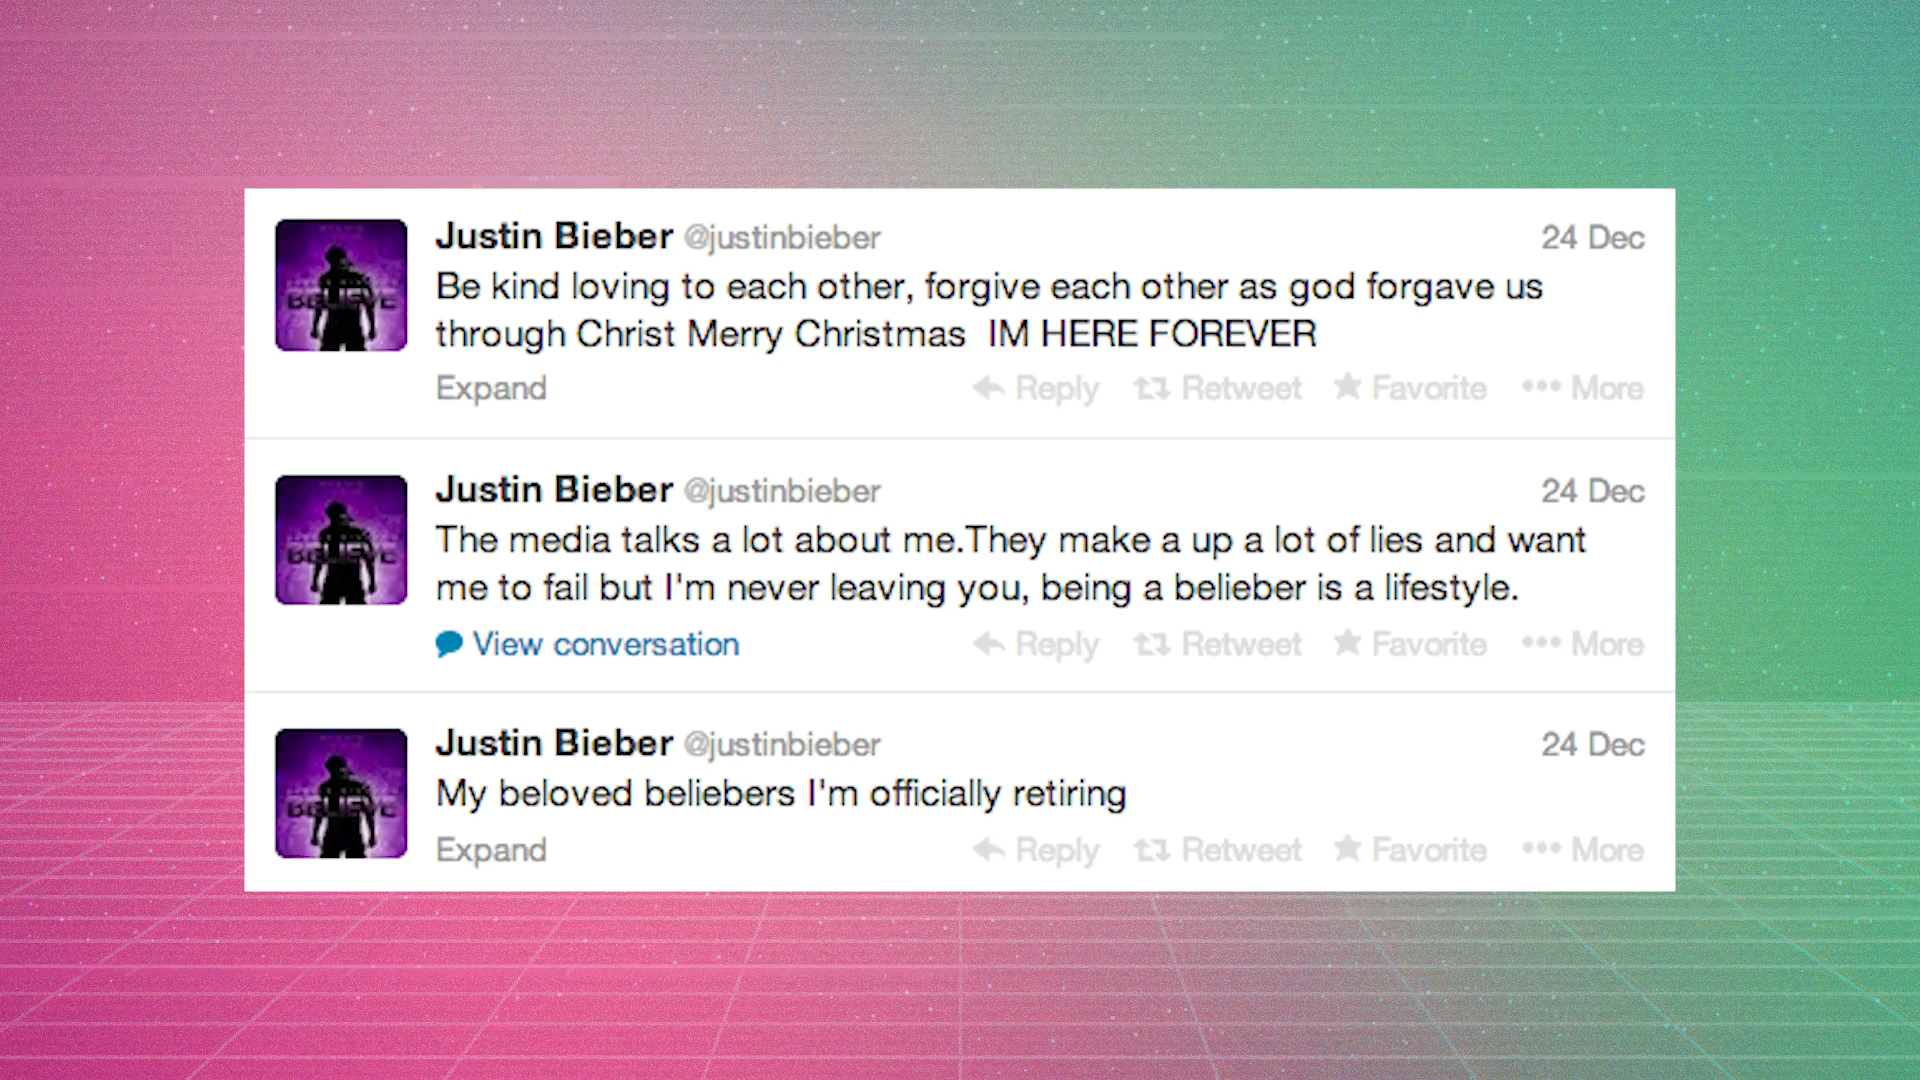 Justin Bieber @justinbieber 24 Dec
Be kind loving to each other, forgive each other as god forgave us
through Christ Merry Christmas  IM HERE FOREVER
Expand Reply Retweet Favorite More
BELIEVE
Justin Bieber @justinbieber 24 Dec
The media talks a lot about me.They make a up a lot of lies and want
me to fail but I'm never leaving you, being a belieber is a lifestyle.
View conversation Reply Retweet Favorite More
BELIEVE
Justin Bieber @justinbieber 24 Dec
My beloved beliebers I'm officially retiring
Expand Reply Retweet Favorite More
BELIEVE